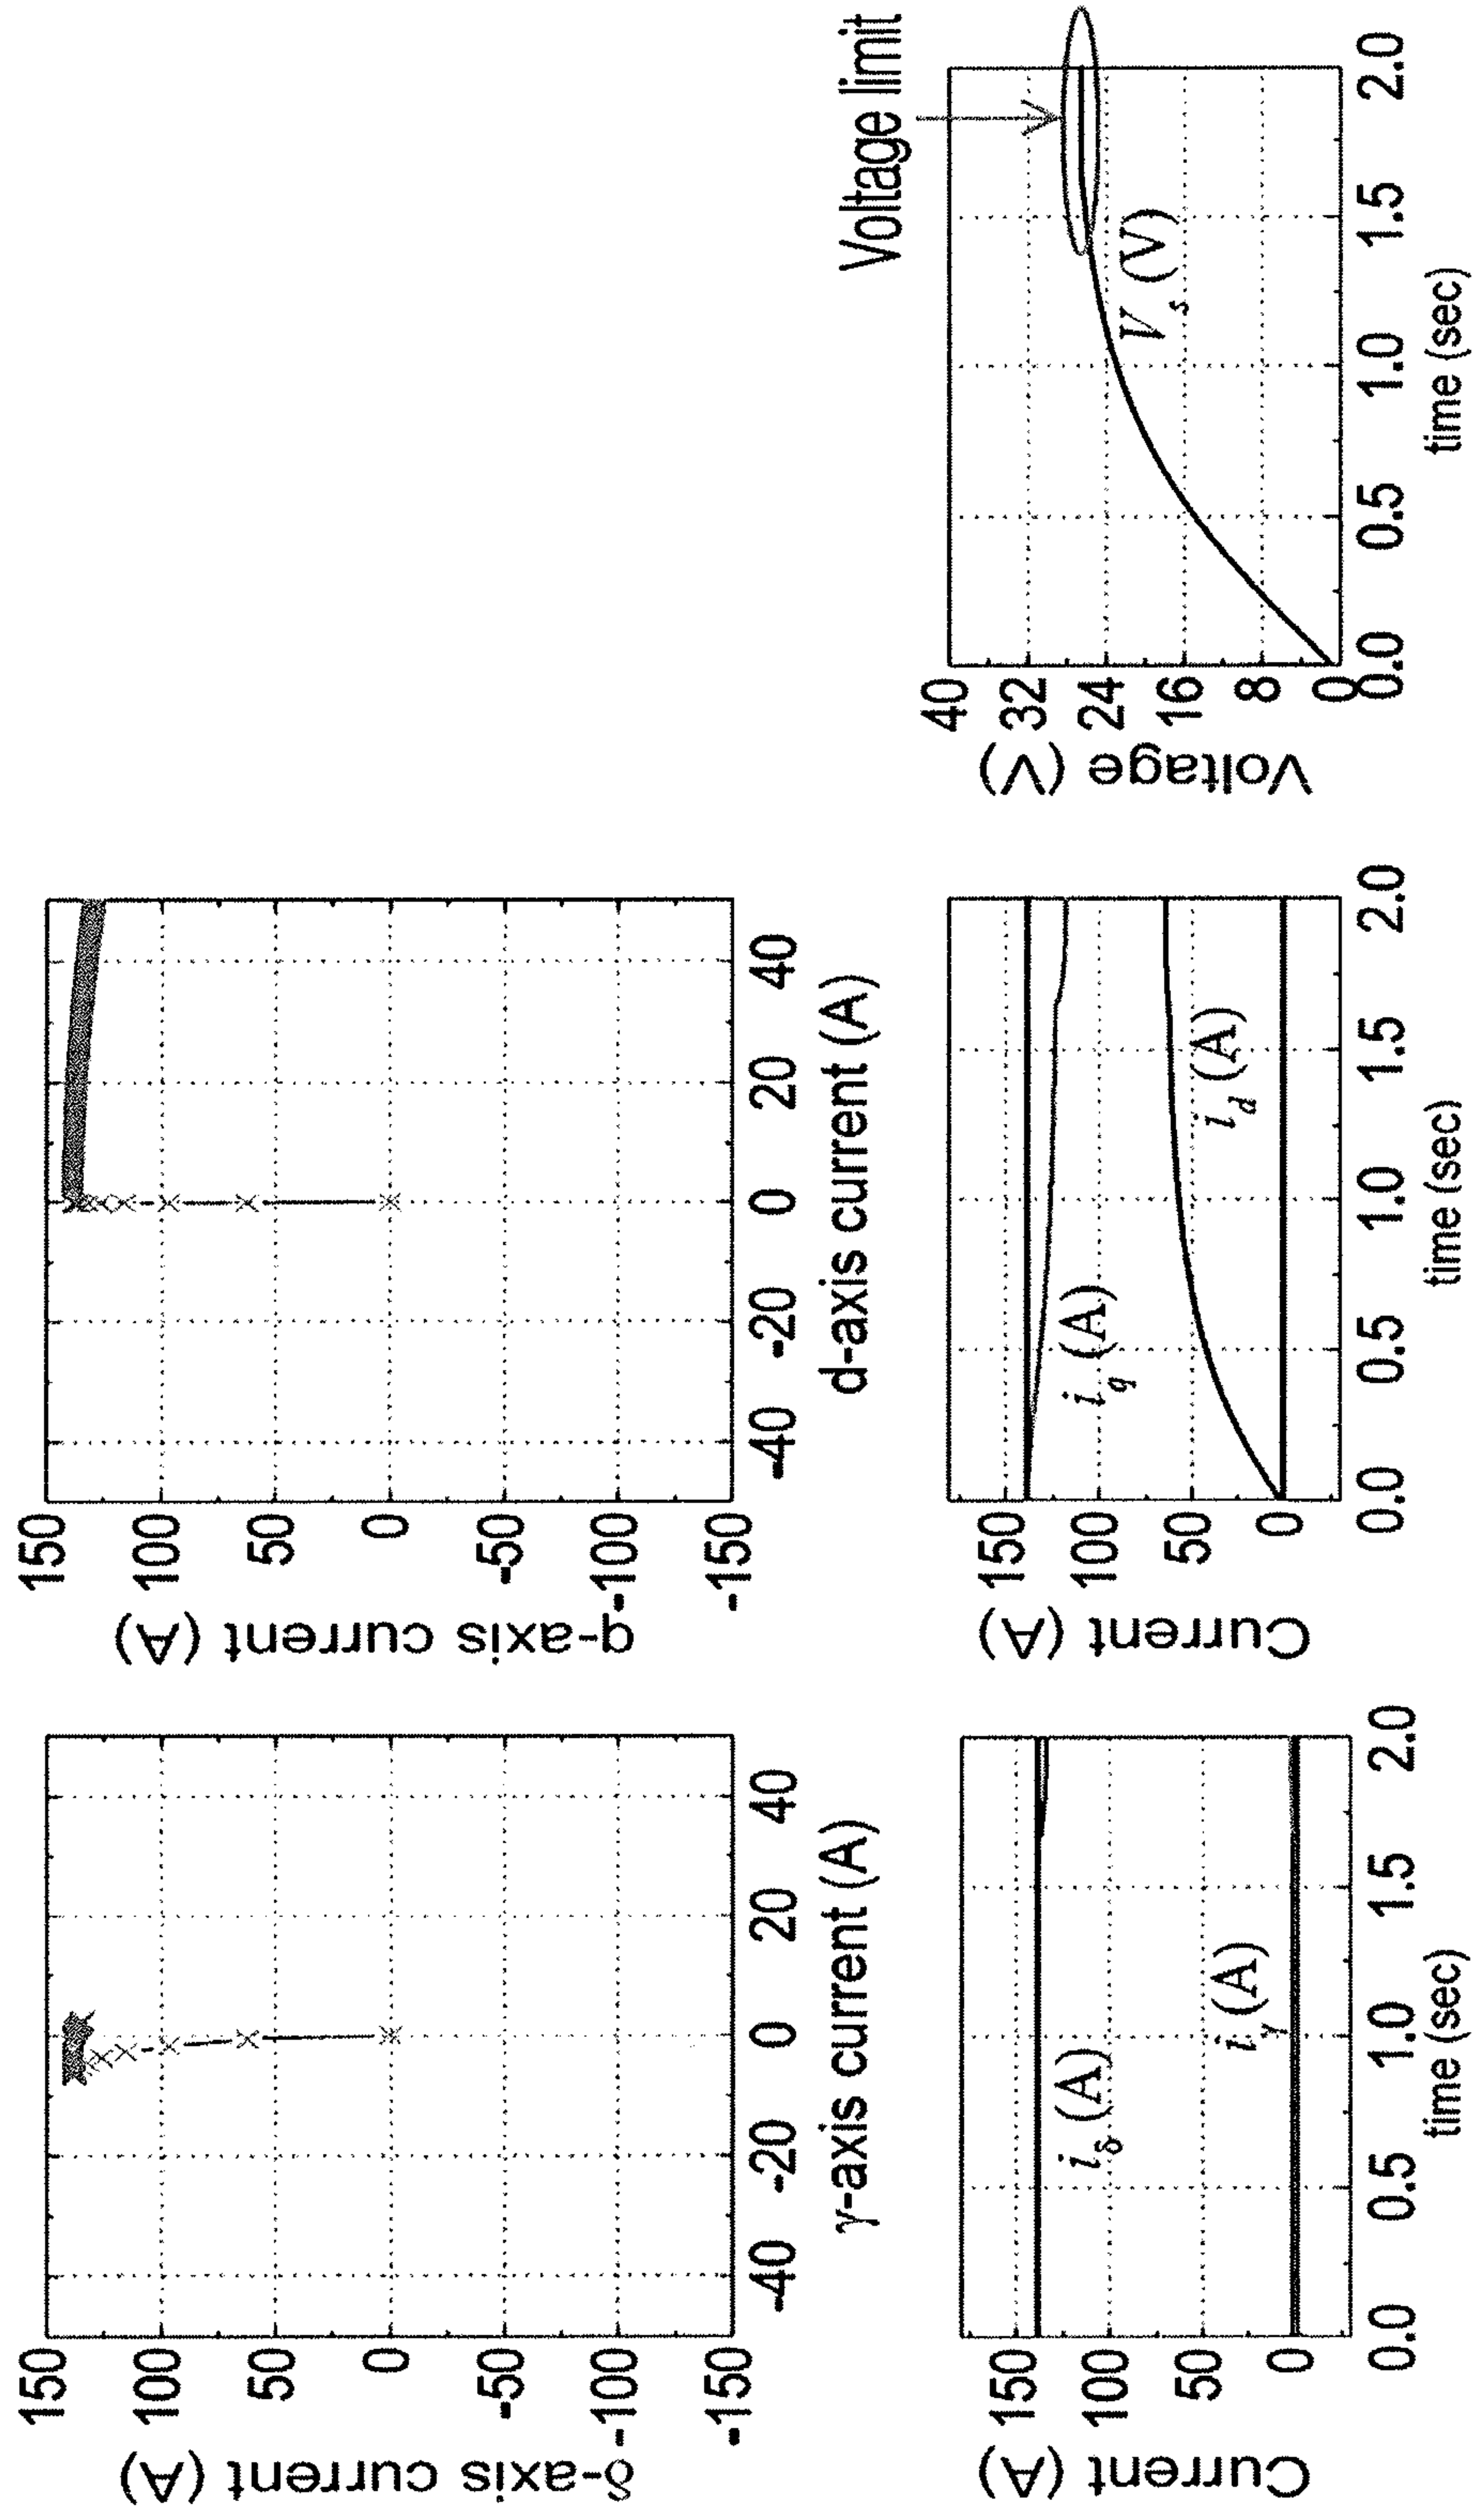 δ-axis current (A)
150
100
50
0
-50
-100
-150
-40 -20 0 20 40
γ-axis current (A)
q-axis current (A)
150
100
50
0
-50
-100
-150
-40 -20 0 20 40
d-axis current (A)
Current (A)
150
100
50
0
i_δ (A)
i_γ (A)
0.0 0.5 1.0 1.5 2.0
time (sec)
Current (A)
150
100
50
0
i_q (A)
i_d (A)
0.0 0.5 1.0 1.5 2.0
time (sec)
Voltage limit
Voltage (V)
40
32
24
16
8
0
V_s (V)
0.0 0.5 1.0 1.5 2.0
time (sec)